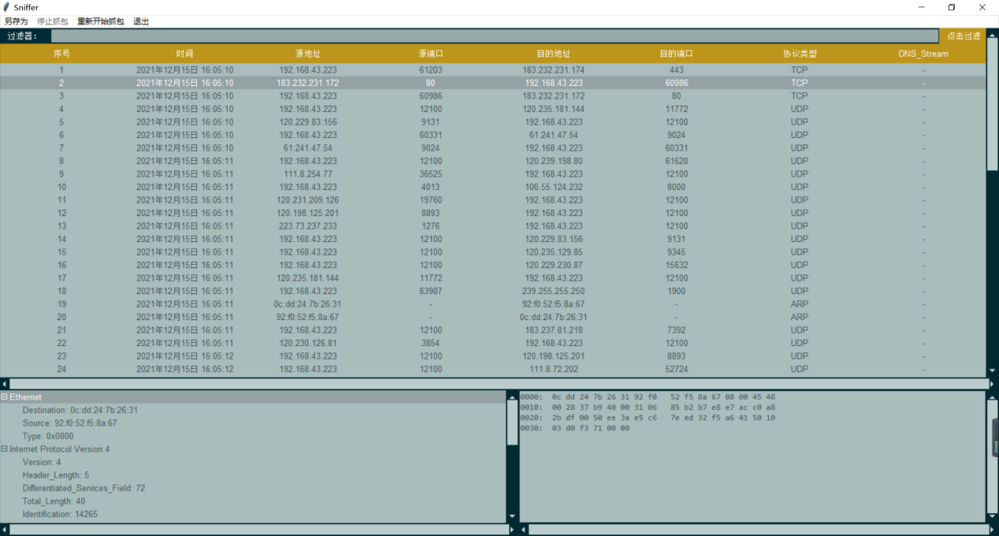 Sniffer
另存为 停止抓包 重新开始抓包 退出
过滤器： 点击过滤
序号 时间 源地址 源端口 目的地址 目的端口 协议类型 DNS_Stream
1 2021年12月15日 16:05:10 192.168.43.223 61203 183.232.231.174 443 TCP -
2 2021年12月15日 16:05:10 183.232.231.172 80 192.168.43.223 60986 TCP -
3 2021年12月15日 16:05:10 192.168.43.223 60986 183.232.231.172 80 TCP -
4 2021年12月15日 16:05:10 192.168.43.223 12100 120.235.181.144 11772 UDP -
5 2021年12月15日 16:05:10 120.229.83.156 9131 192.168.43.223 12100 UDP -
6 2021年12月15日 16:05:10 192.168.43.223 60331 61.241.47.54 9024 UDP -
7 2021年12月15日 16:05:10 61.241.47.54 9024 192.168.43.223 60331 UDP -
8 2021年12月15日 16:05:11 192.168.43.223 12100 120.239.198.80 61620 UDP -
9 2021年12月15日 16:05:11 111.8.254.77 36525 192.168.43.223 12100 UDP -
10 2021年12月15日 16:05:11 192.168.43.223 4013 106.55.124.232 8000 UDP -
11 2021年12月15日 16:05:11 120.231.209.126 19760 192.168.43.223 12100 UDP -
12 2021年12月15日 16:05:11 120.198.125.201 8893 192.168.43.223 12100 UDP -
13 2021年12月15日 16:05:11 223.73.237.233 1276 192.168.43.223 12100 UDP -
14 2021年12月15日 16:05:11 192.168.43.223 12100 120.229.83.156 9131 UDP -
15 2021年12月15日 16:05:11 192.168.43.223 12100 120.235.129.85 9345 UDP -
16 2021年12月15日 16:05:11 192.168.43.223 12100 120.229.230.87 15632 UDP -
17 2021年12月15日 16:05:11 120.235.181.144 11772 192.168.43.223 12100 UDP -
18 2021年12月15日 16:05:11 192.168.43.223 63987 239.255.255.250 1900 UDP -
19 2021年12月15日 16:05:11 0c:dd:24:7b:26:31 - 92:f0:52:f5:8a:67 - ARP -
20 2021年12月15日 16:05:11 92:f0:52:f5:8a:67 - 0c:dd:24:7b:26:31 - ARP -
21 2021年12月15日 16:05:11 192.168.43.223 12100 183.237.81.218 7392 UDP -
22 2021年12月15日 16:05:11 120.230.126.81 3854 192.168.43.223 12100 UDP -
23 2021年12月15日 16:05:12 192.168.43.223 12100 120.198.125.201 8893 UDP -
24 2021年12月15日 16:05:12 192.168.43.223 12100 111.8.72.202 52724 UDP -
Ethernet
Destination: 0c:dd:24:7b:26:31
Source: 92:f0:52:f5:8a:67
Type: 0x0800
Internet Protocol Version 4
Version: 4
Header_Length: 5
Differentiated_Services_Field: 72
Total_Length: 40
Identification: 14265
0000: 0c dd 24 7b 26 31 92 f0 52 f5 8a 67 08 00 45 48
0010: 00 28 37 b9 40 00 31 06 85 b2 b7 e8 e7 ac c0 a8
0020: 2b df 00 50 ee 3a e5 c6 7e ed 32 f5 a6 41 50 10
0030: 03 d0 f3 71 00 00